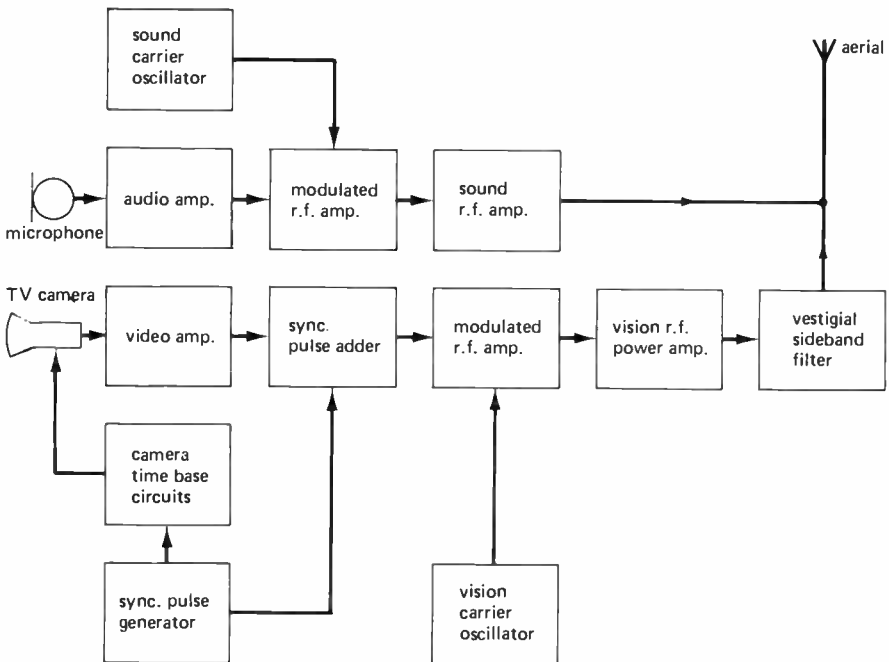 sound
carrier
oscillator
aerial
audio amp.
modulated
r.f. amp.
sound
r.f. amp.
microphone
TV camera
video amp.
sync.
pulse adder
modulated
r.f. amp.
vision r.f.
power amp.
vestigial
sideband
filter
camera
time base
circuits
sync. pulse
generator
vision
carrier
oscillator